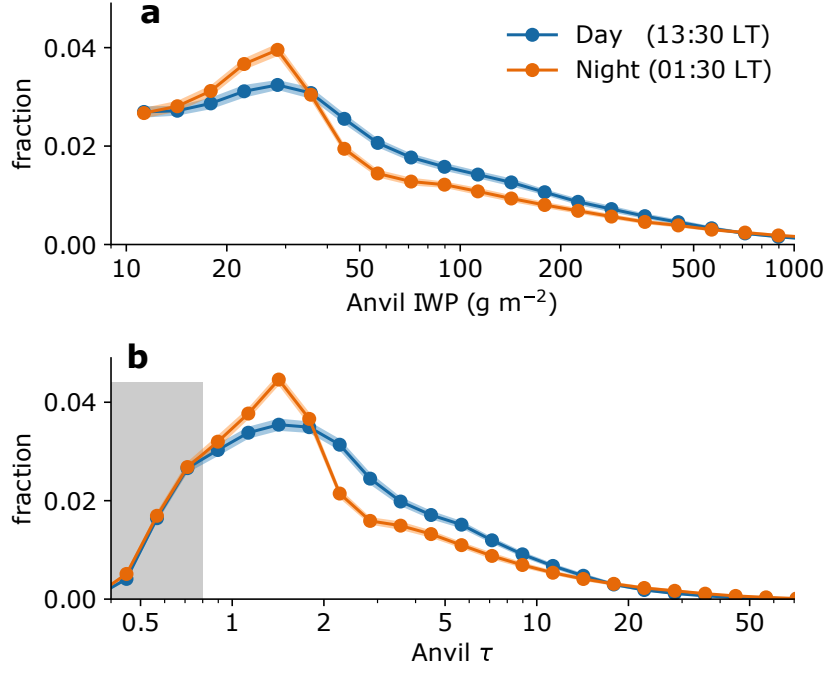 a
Day (13:30 LT)
Night (01:30 LT)
fraction
0.04
0.02
0.00
10 20 50 100 200 500 1000
Anvil IWP (g m⁻²)
b
fraction
0.04
0.02
0.00
0.5 1 2 5 10 20 50
Anvil τ